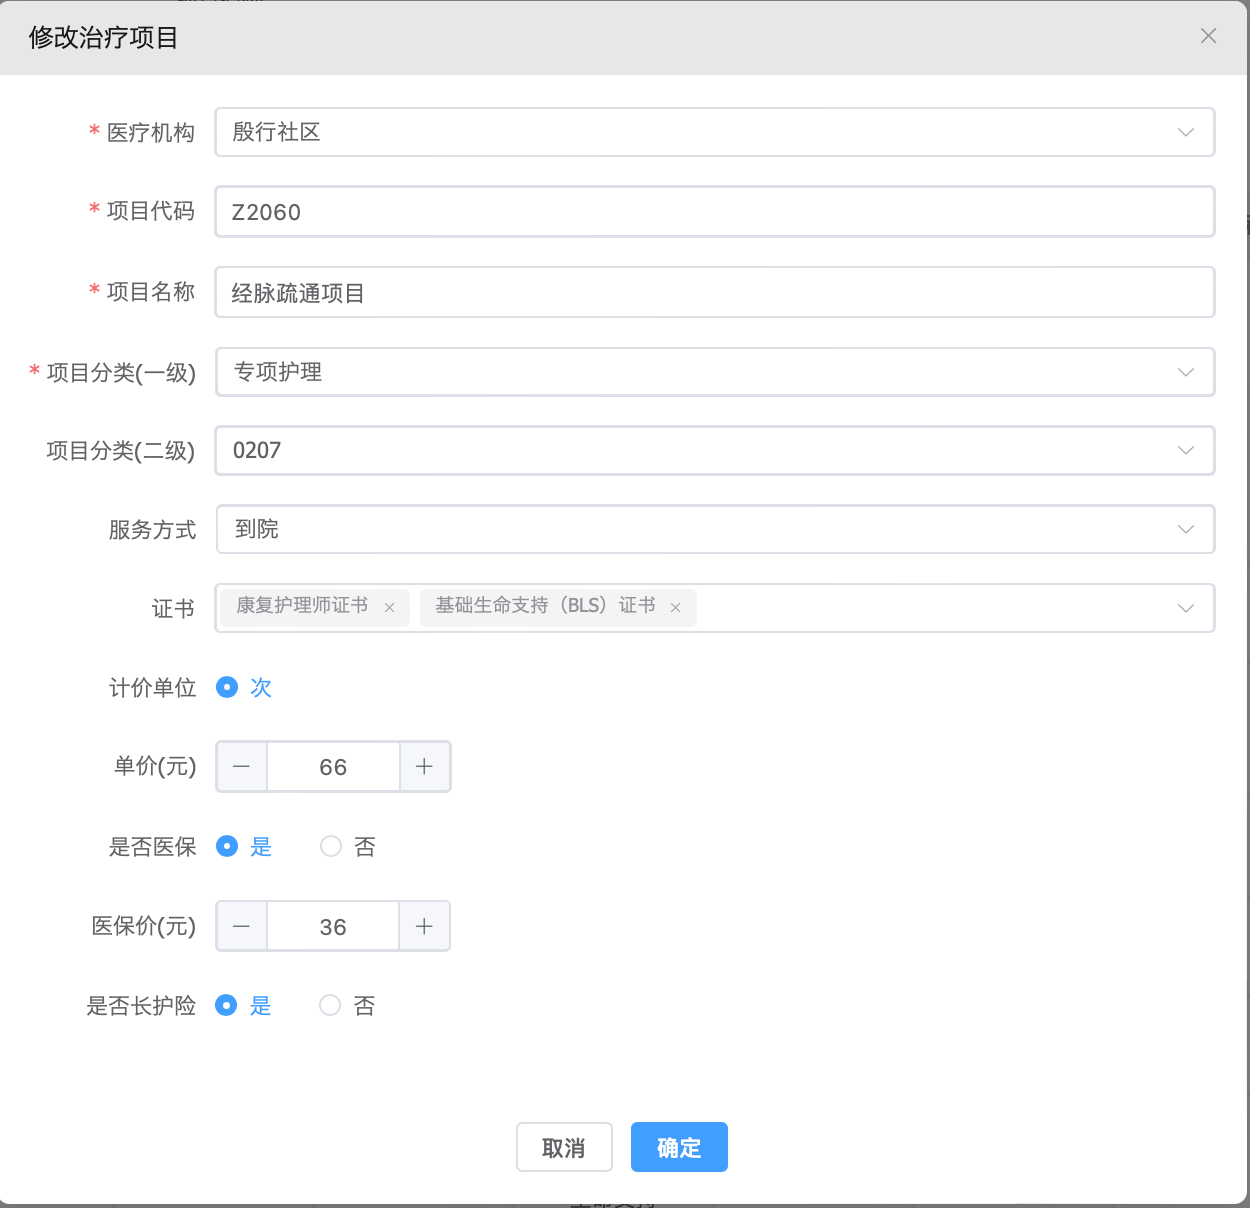 修改治疗项目
* 医疗机构 殷行社区
* 项目代码 Z2060
* 项目名称 经脉疏通项目
* 项目分类(一级) 专项护理
项目分类(二级) 0207
服务方式 到院
证书 康复护理师证书 × 基础生命支持（BLS）证书 ×
计价单位 次
单价(元) — 66 +
是否医保 是 否
医保价(元) — 36 +
是否长护险 是 否
取消 确定